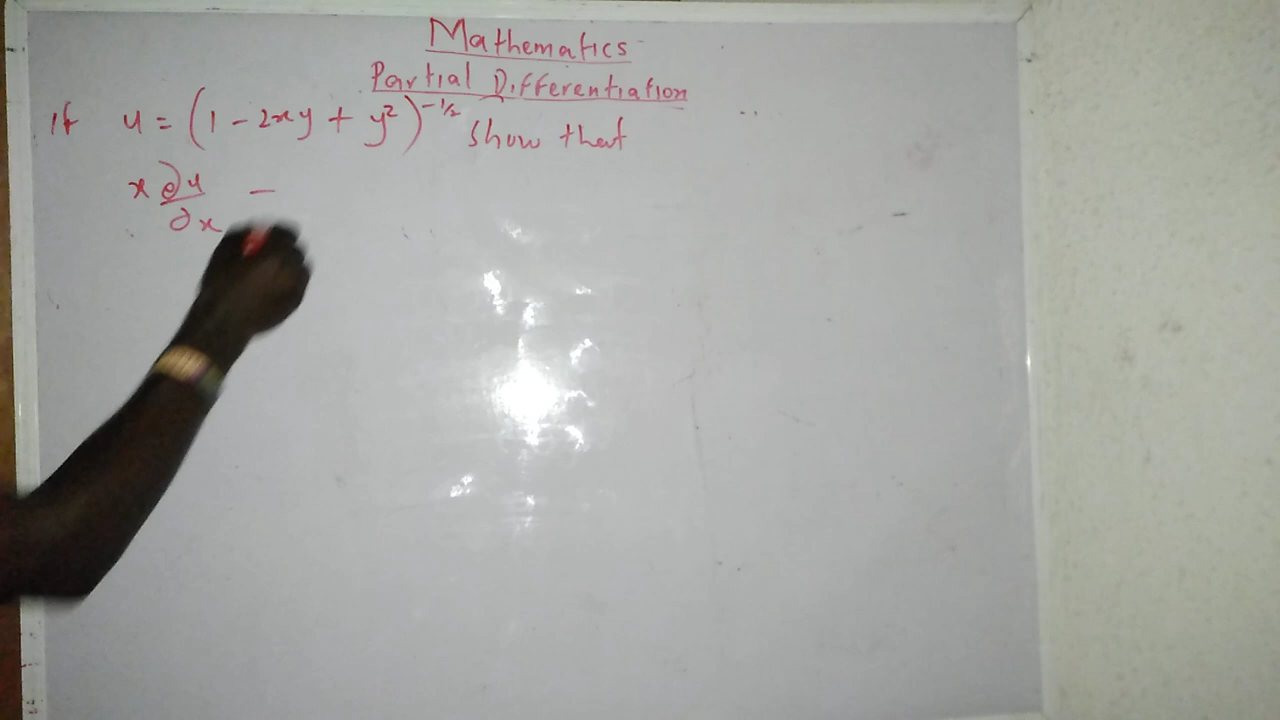 Mathematics
Partial Differentiation
If u = (1 - 2xy + y²)^-1/2 show that
x ∂u/∂x -